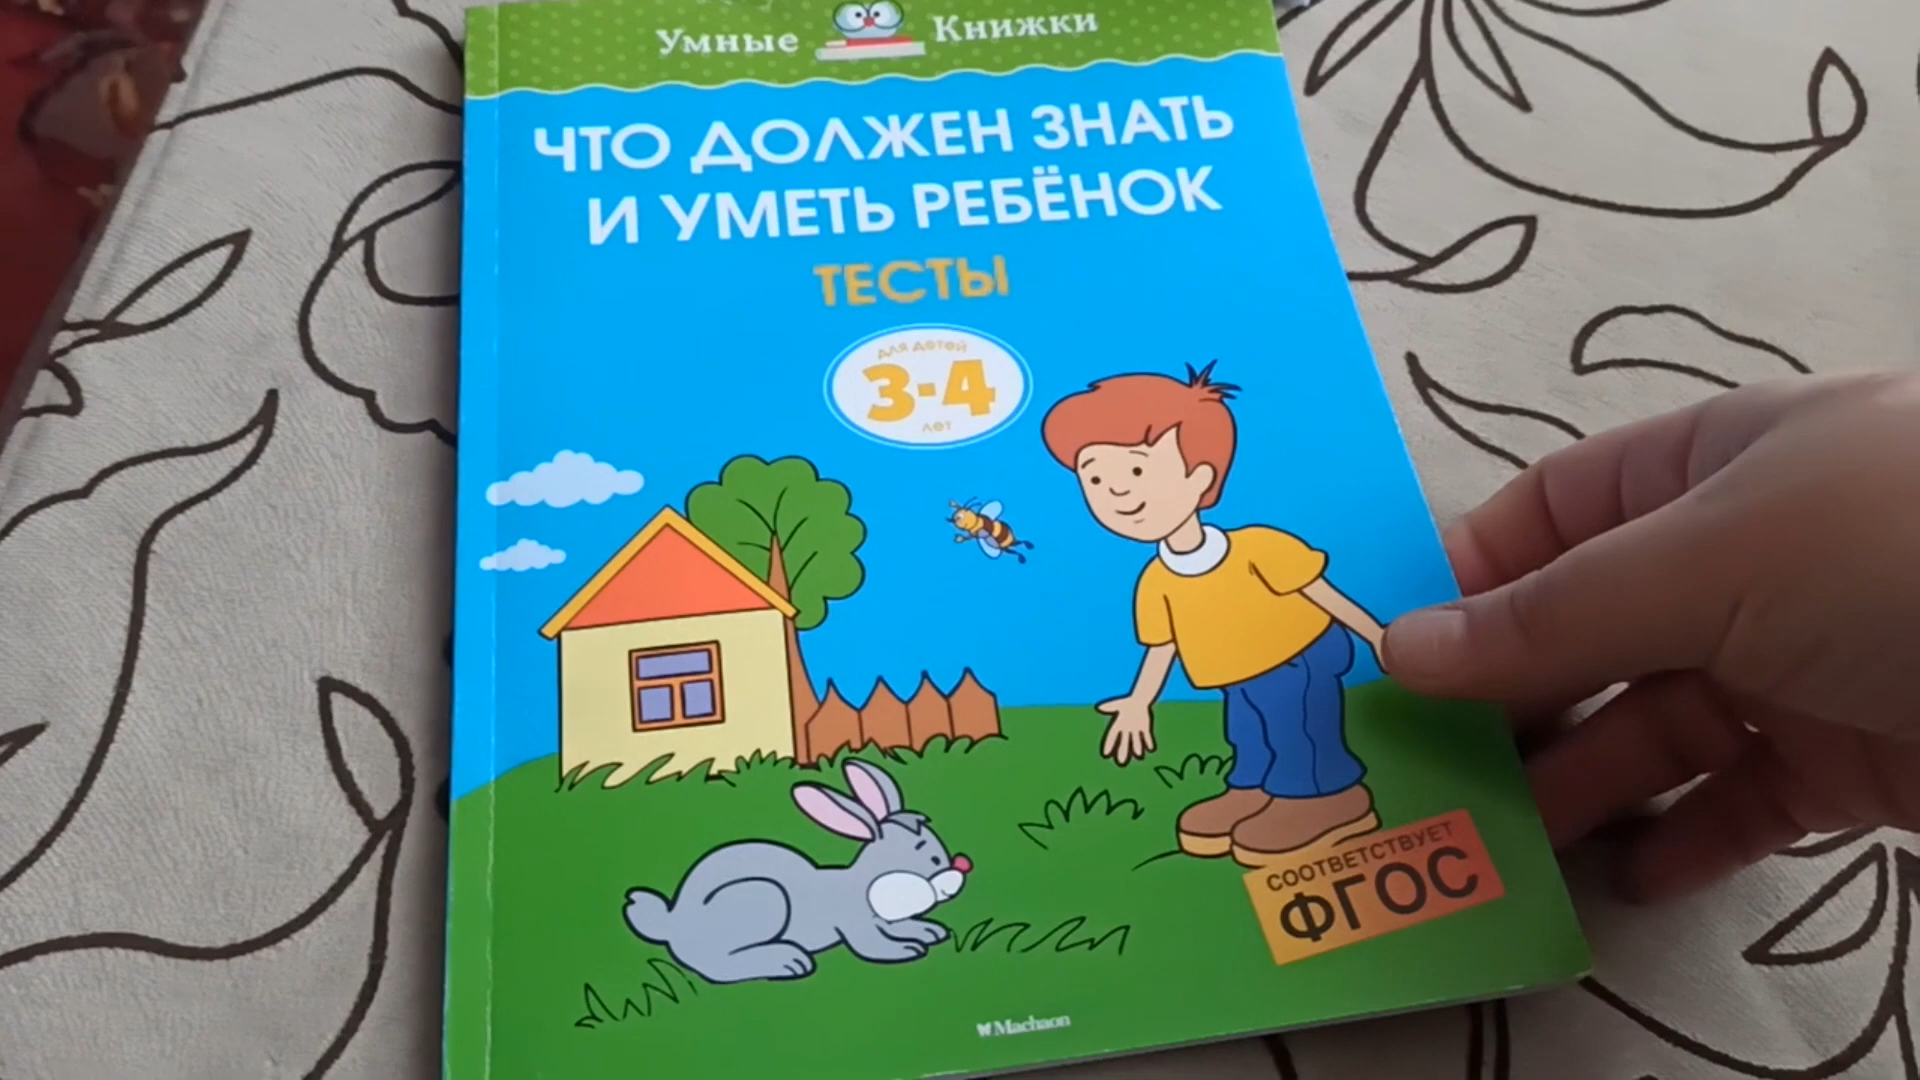 Умные Книжки
ЧТО ДОЛЖЕН ЗНАТЬ
И УМЕТЬ РЕБЁНОК
ТЕСТЫ
для детей
3-4
лет
СООТВЕТСТВУЕТ
ФГОС
Machaon